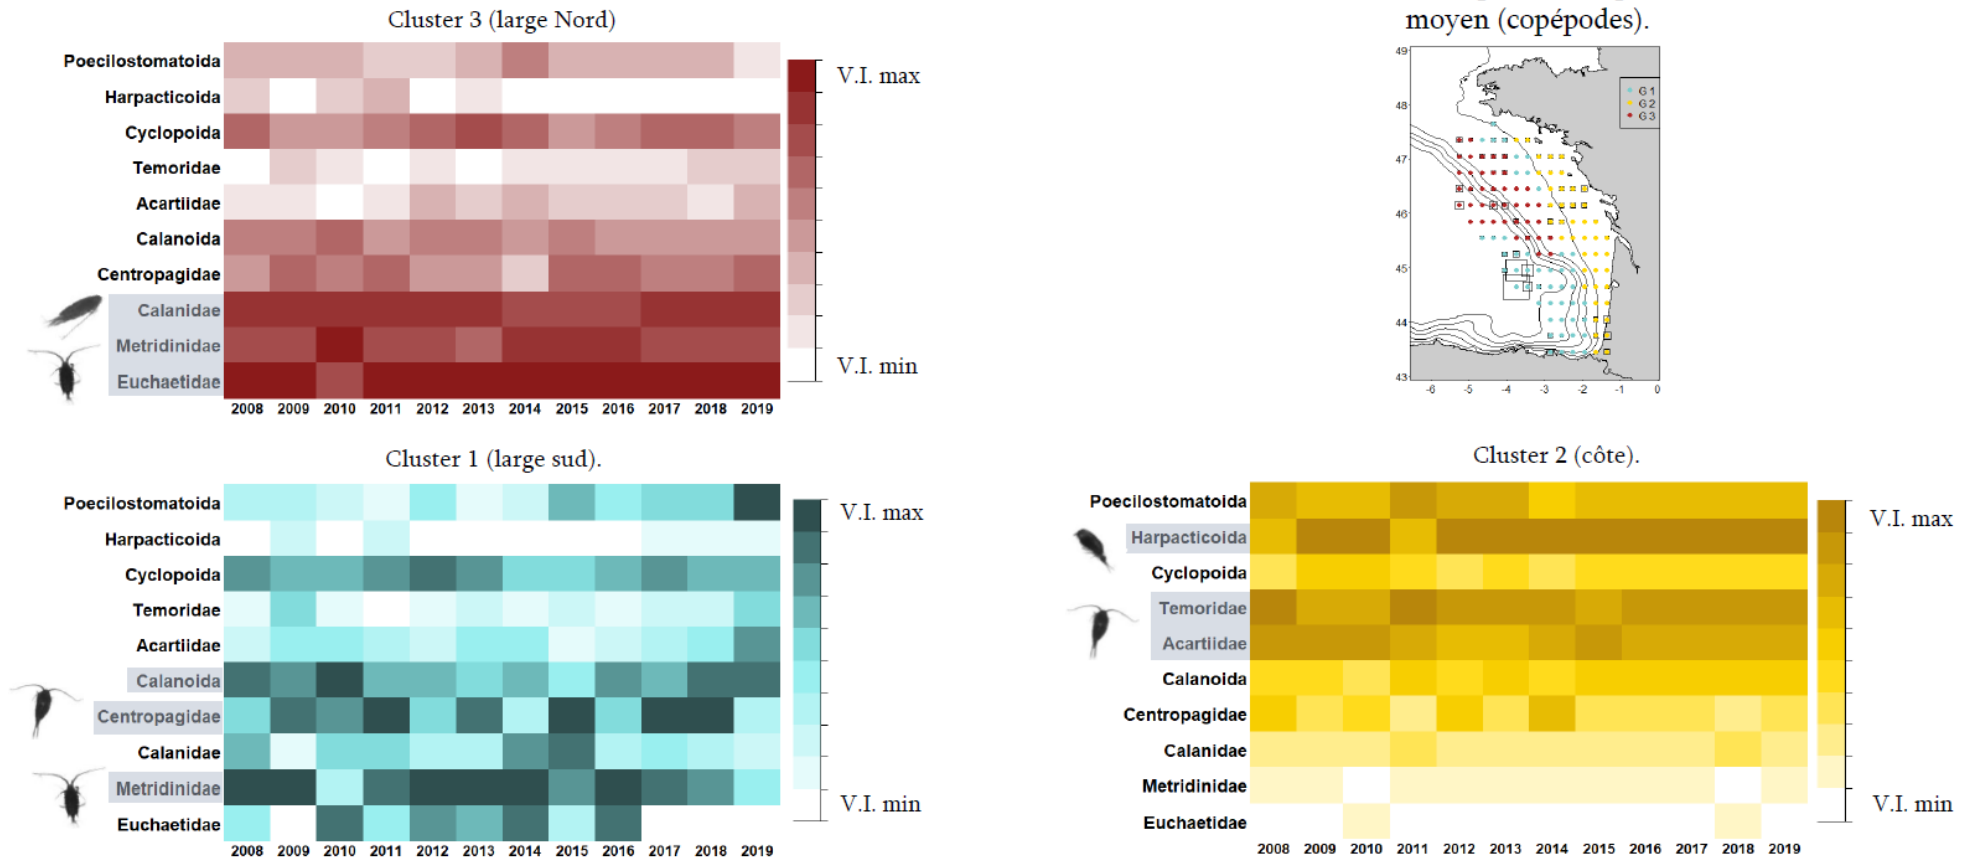 Cluster 3 (large Nord)
Poecilostomatoida
Harpacticoida
Cyclopoida
Temoridae
Acartiidae
Calanoida
Centropagidae
Calanidae
Metridinidae
Euchaetidae
2008 2009 2010 2011 2012 2013 2014 2015 2016 2017 2018 2019
V.I. max
V.I. min
moyen (copépodes).
49
48
47
46
45
44
43
-6 -5 -4 -3 -2 -1 0
G1
G2
G3
Cluster 1 (large sud).
Poecilostomatoida
Harpacticoida
Cyclopoida
Temoridae
Acartiidae
Calanoida
Centropagidae
Calanidae
Metridinidae
Euchaetidae
2008 2009 2010 2011 2012 2013 2014 2015 2016 2017 2018 2019
V.I. max
V.I. min
Cluster 2 (côte).
Poecilostomatoida
Harpacticoida
Cyclopoida
Temoridae
Acartiidae
Calanoida
Centropagidae
Calanidae
Metridinidae
Euchaetidae
2008 2009 2010 2011 2012 2013 2014 2015 2016 2017 2018 2019
V.I. max
V.I. min